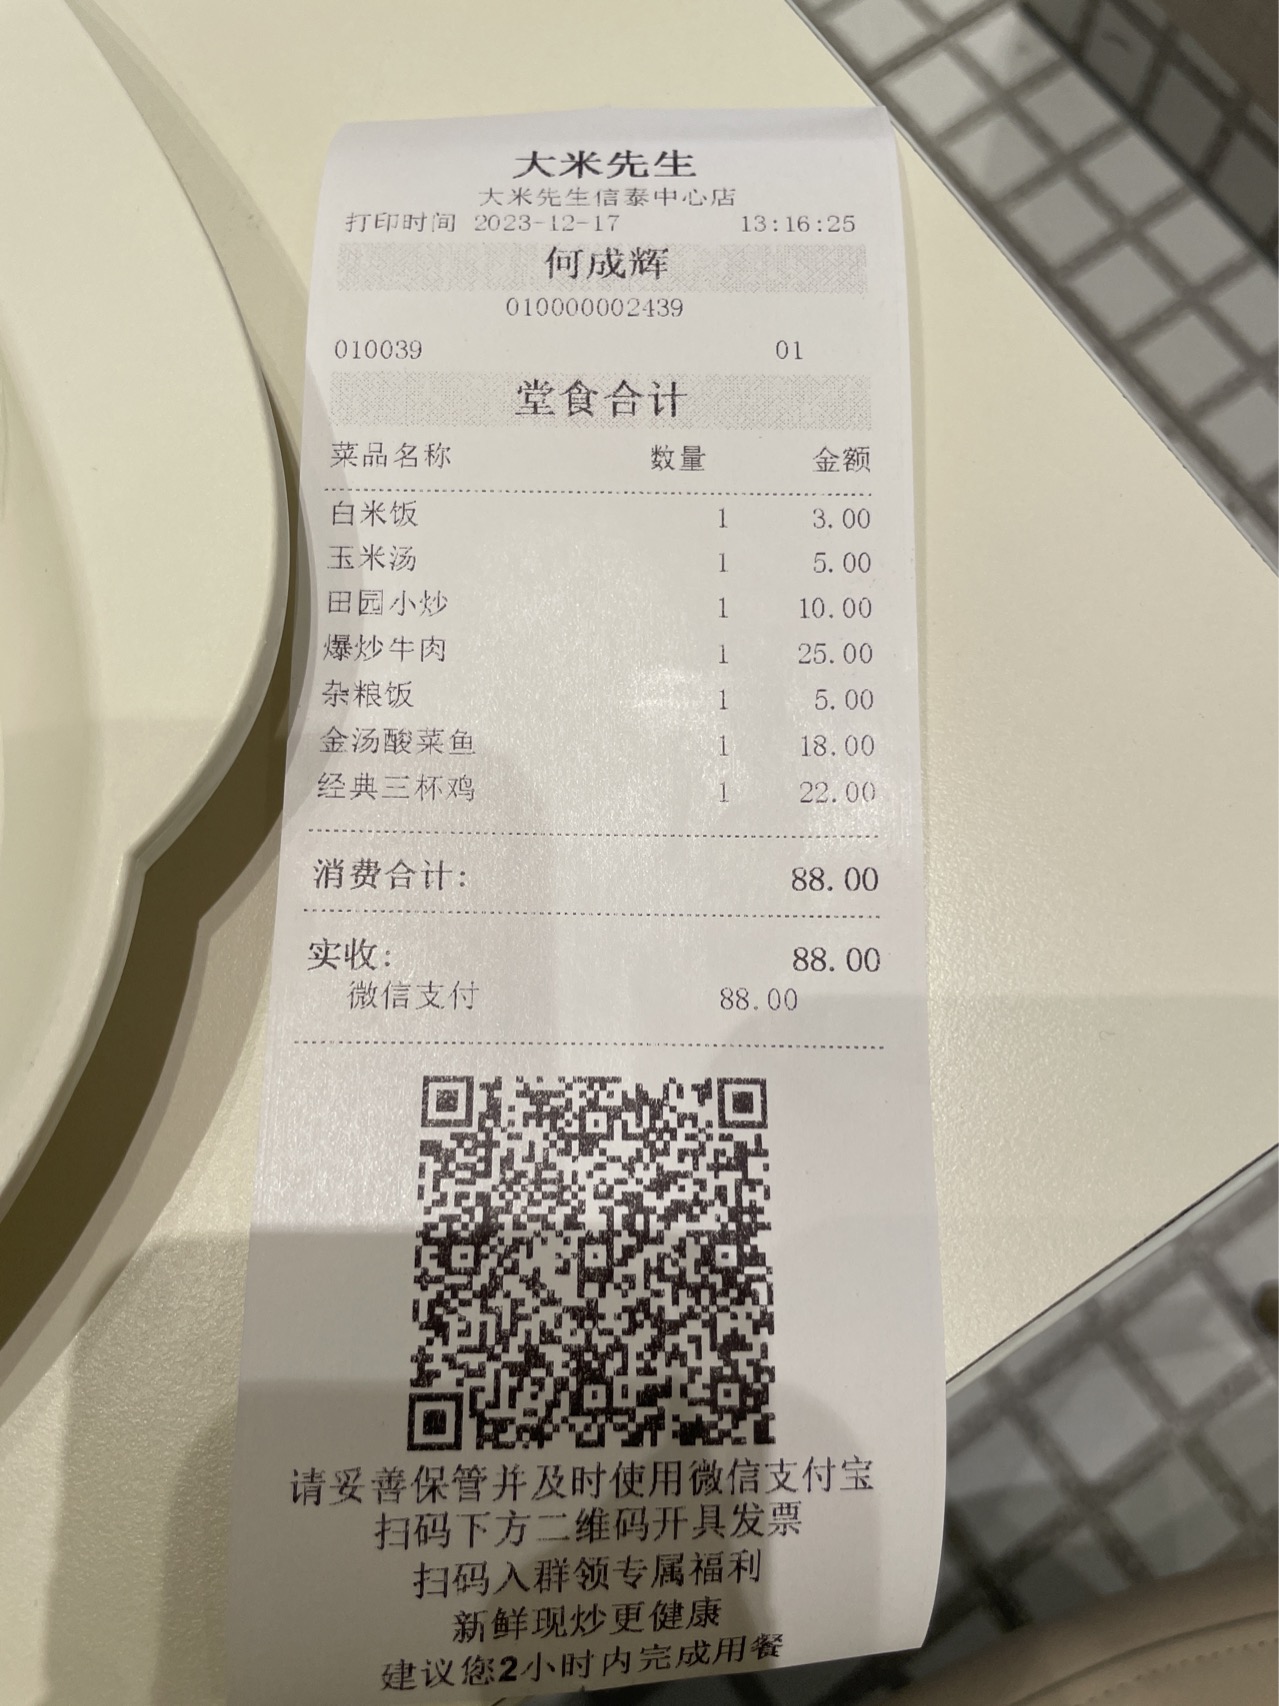 大米先生
大米先生信泰中心店
打印时间 2023-12-17 13:16:25
何成辉
010000002439
010039 01
堂食合计
菜品名称 数量 金额
白米饭 1 3.00
玉米汤 1 5.00
田园小炒 1 10.00
爆炒牛肉 1 25.00
杂粮饭 1 5.00
金汤酸菜鱼 1 18.00
经典三杯鸡 1 22.00
消费合计: 88.00
实收: 88.00
微信支付 88.00
请妥善保管并及时使用微信支付宝
扫码下方二维码开具发票
扫码入群领专属福利
新鲜现炒更健康
建议您2小时内完成用餐